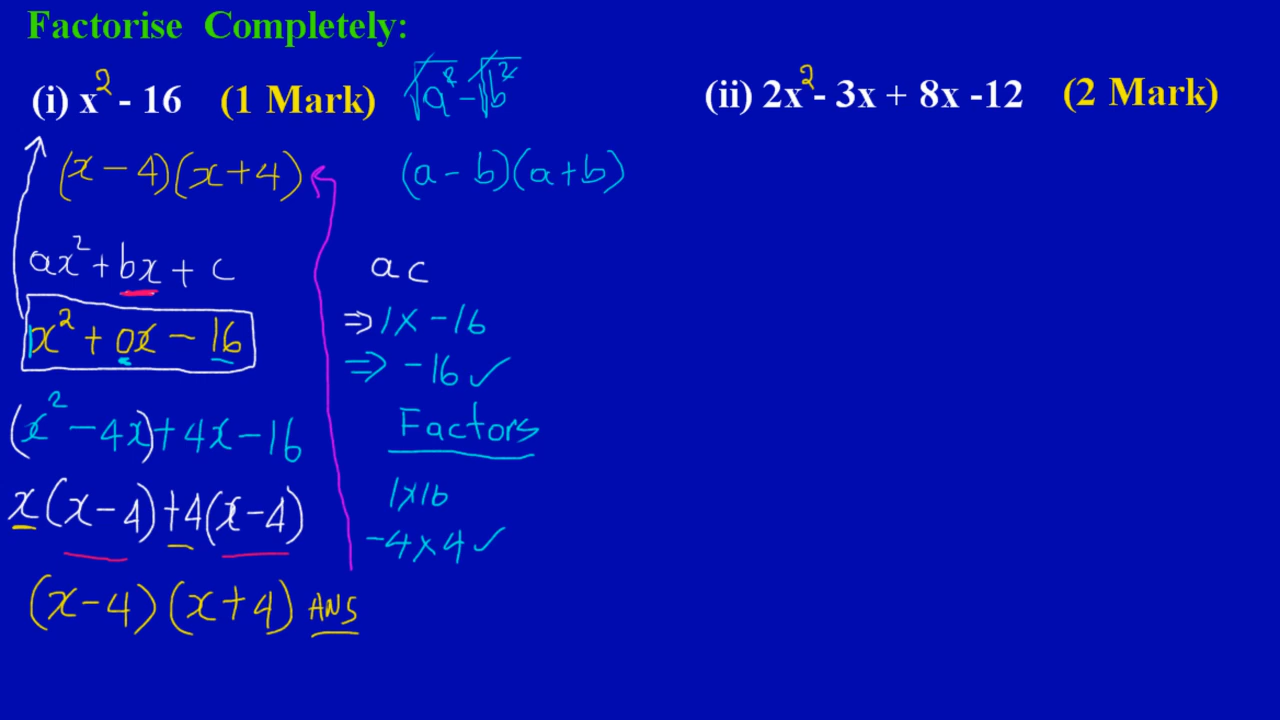 Factorise Completely:
(i) x² - 16 (1 Mark) √a² - √b²
(x - 4)(x + 4) (a - b)(a + b)
ax² + bx + c
x² + 0x - 16
(x² - 4x) + 4x - 16
x(x - 4) + 4(x - 4)
(x - 4)(x + 4) ANS
ac
⇒ 1 x - 16
⇒ - 16 ✓
Factors
1 x 16
-4 x 4 ✓
(ii) 2x² - 3x + 8x -12 (2 Mark)